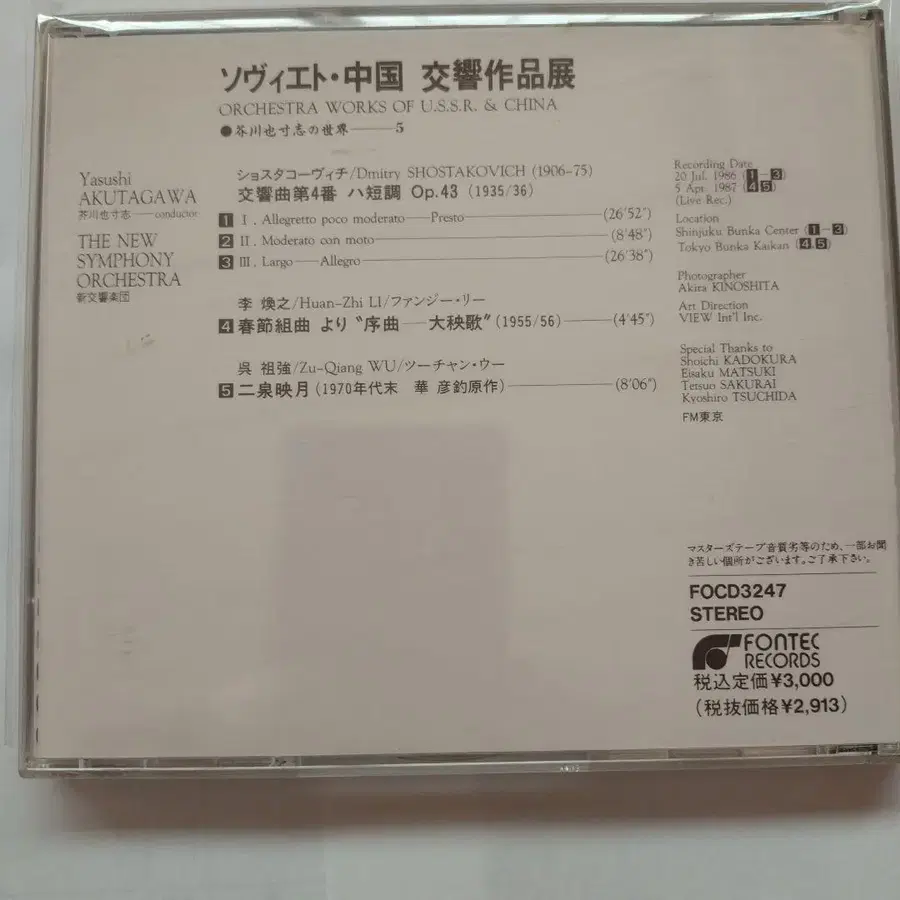 ソヴィエト・中国 交響作品展
ORCHESTRA WORKS OF U.S.S.R. & CHINA
●芥川也寸志の世界——5
Yasushi
AKUTAGAWA
芥川也寸志——conductor
THE NEW
SYMPHONY
ORCHESTRA
新交響楽団
ショスタコーヴィチ/Dmitry SHOSTAKOVICH (1906-75)
交響曲第4番 ハ短調 Op.43 (1935/36)
1 I. Allegretto poco moderato——Presto——(26'52")
2 II. Moderato con moto——(8'48")
3 III. Largo——Allegro——(26'38")
李 煥之/Huan-Zhi LI/ファンジー・リー
4 春節組曲 より〝序曲——大秧歌〟(1955/56)——(4'45")
呉 祖強/Zu-Qiang WU/ツーチャン・ウー
5 二泉映月(1970年代末 華 彦釣原作)——(8'06")
Recording Date
20 Jul. 1986 (1-3)
5 Apr. 1987 (4 5)
(Live Rec.)
Location
Shinjuku Bunka Center (1-3)
Tokyo Bunka Kaikan (4,5)
Photographer
Akira KINOSHITA
Art Direction
VIEW Int'l Inc.
Special Thanks to
Shoichi KADOKURA
Eisaku MATSUKI
Tetsuo SAKURAI
Kyoshiro TSUCHIDA
FM東京
マスターズテープ音質劣等のため、一部お聞
き苦しい個所がございます。ご了承下さい。
FOCD3247
STEREO
FONTEC
RECORDS
税込定価¥3,000
(税抜価格¥2,913)